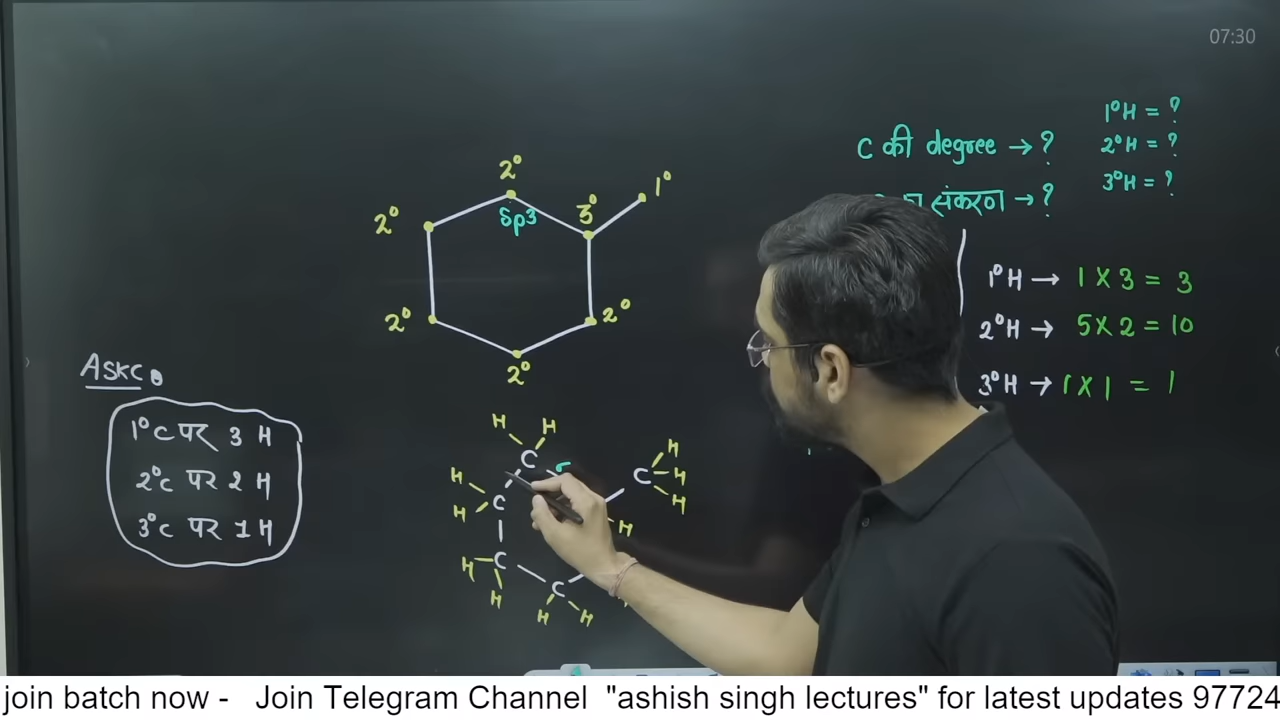 07:30
1°H = ?
C की degree → ?
2°H = ?
3°H = ?
संकरण → ?
2°
1°
3°
2°
Sp3
2°
2°
2°
1°H → 1 X 3 = 3
2°H → 5 X 2 = 10
3°H → 1 X 1 = 1
ASKC
1°C पर 3 H
2°C पर 2 H
3°C पर 1 H
H H
C σ
H C H
H C H
H H
H C
H C
H H H
join batch now - Join Telegram Channel "ashish singh lectures" for latest updates 97724